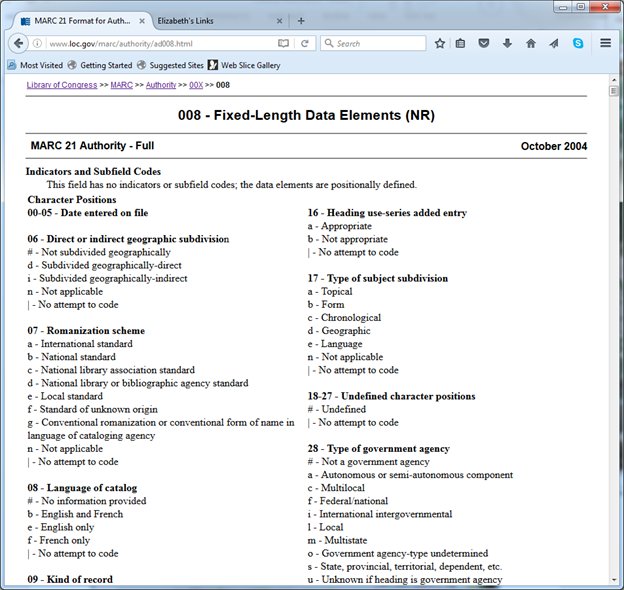 MARC 21 Format for Auth...
Elizabeth's Links
www.loc.gov/marc/authority/ad008.html
Search
Most Visited
Getting Started
Suggested Sites
Web Slice Gallery
Library of Congress >> MARC >> Authority >> 00X >> 008
008 - Fixed-Length Data Elements (NR)
MARC 21 Authority - Full
October 2004
Indicators and Subfield Codes
This field has no indicators or subfield codes; the data elements are positionally defined.
Character Positions
00-05 - Date entered on file
06 - Direct or indirect geographic subdivision
# - Not subdivided geographically
d - Subdivided geographically-direct
i - Subdivided geographically-indirect
n - Not applicable
| - No attempt to code
07 - Romanization scheme
a - International standard
b - National standard
c - National library association standard
d - National library or bibliographic agency standard
e - Local standard
f - Standard of unknown origin
g - Conventional romanization or conventional form of name in
language of cataloging agency
n - Not applicable
| - No attempt to code
08 - Language of catalog
# - No information provided
b - English and French
e - English only
f - French only
| - No attempt to code
09 - Kind of record
16 - Heading use-series added entry
a - Appropriate
b - Not appropriate
| - No attempt to code
17 - Type of subject subdivision
a - Topical
b - Form
c - Chronological
d - Geographic
e - Language
n - Not applicable
| - No attempt to code
18-27 - Undefined character positions
# - Undefined
| - No attempt to code
28 - Type of government agency
# - Not a government agency
a - Autonomous or semi-autonomous component
c - Multilocal
f - Federal/national
i - International intergovernmental
l - Local
m - Multistate
o - Government agency-type undetermined
s - State, provincial, territorial, dependent, etc.
u - Unknown if heading is government agency